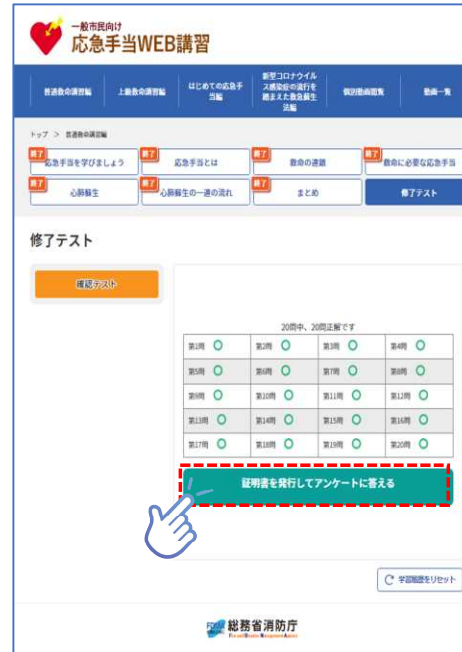 一般市民向け
応急手当WEB講習
普通救命講習編
上級救命講習編
はじめての応急手
当編
新型コロナウイル
ス感染症の流行を
踏まえた救急蘇生
法編
個別動画閲覧
動画一覧
トップ > 普通救命講習編
終了 応急手当を学びましょう
終了 応急手当とは
終了 救命の連鎖
終了 救命に必要な応急手当
終了 心肺蘇生
終了 心肺蘇生の一連の流れ
終了 まとめ
修了テスト
修了テスト
確認テスト
20問中、20問正解です
第1問 ○ 第2問 ○ 第3問 ○ 第4問 ○
第5問 ○ 第6問 ○ 第7問 ○ 第8問 ○
第9問 ○ 第10問 ○ 第11問 ○ 第12問 ○
第13問 ○ 第14問 ○ 第15問 ○ 第16問 ○
第17問 ○ 第18問 ○ 第19問 ○ 第20問 ○
証明書を発行してアンケートに答える
学習履歴をリセット
FDMA 総務省消防庁
Fire and Disaster Management Agency